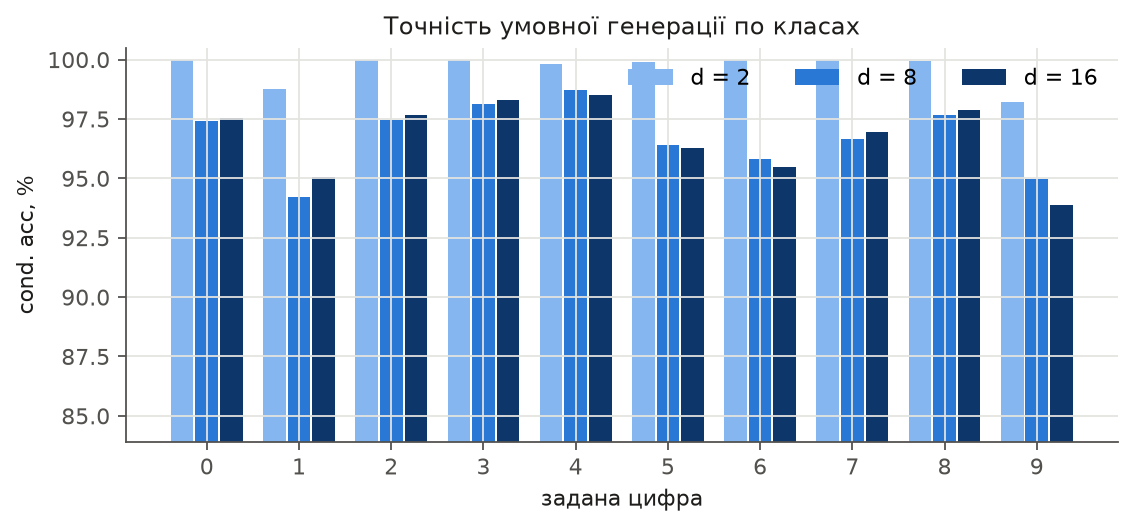 Точність умовної генерації по класах
d = 2 d = 8 d = 16
cond. acc, %
100.0
97.5
95.0
92.5
90.0
87.5
85.0
0 1 2 3 4 5 6 7 8 9
задана цифра